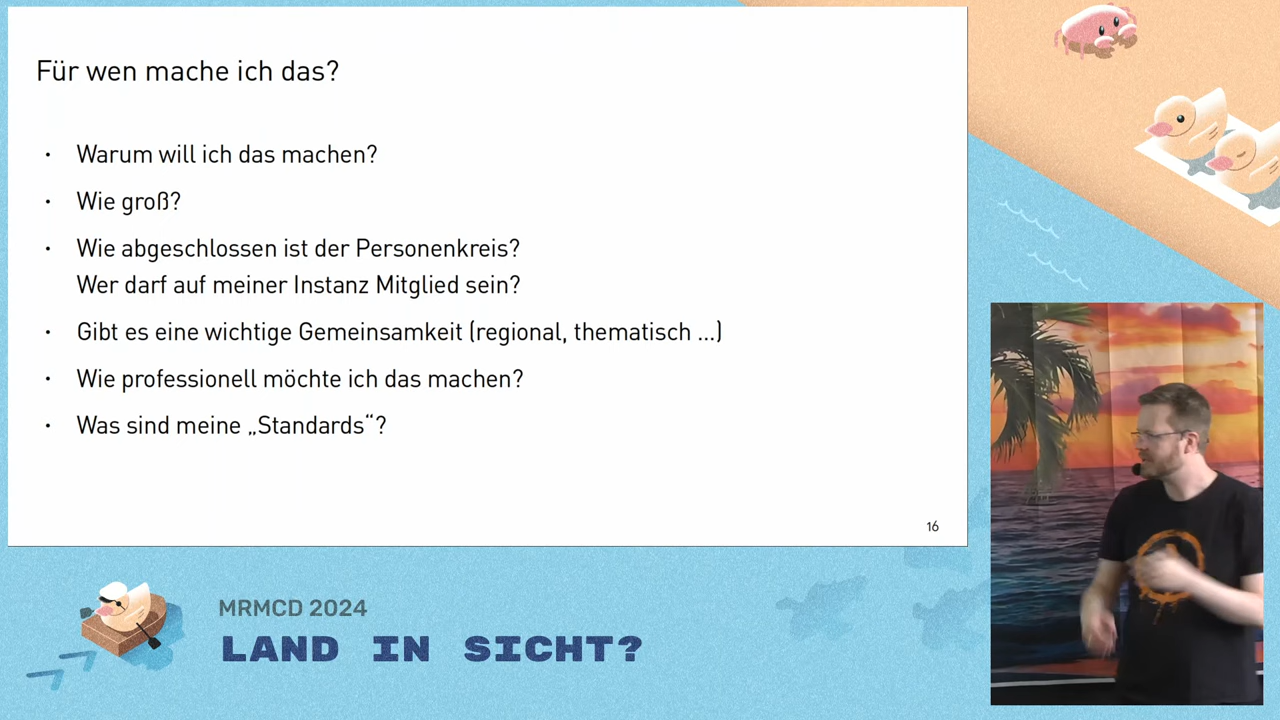 Für wen mache ich das?
· Warum will ich das machen?
· Wie groß?
· Wie abgeschlossen ist der Personenkreis?
Wer darf auf meiner Instanz Mitglied sein?
· Gibt es eine wichtige Gemeinsamkeit (regional, thematisch ...)
· Wie professionell möchte ich das machen?
· Was sind meine „Standards“?
16
MRMCD 2024
LAND IN SICHT?